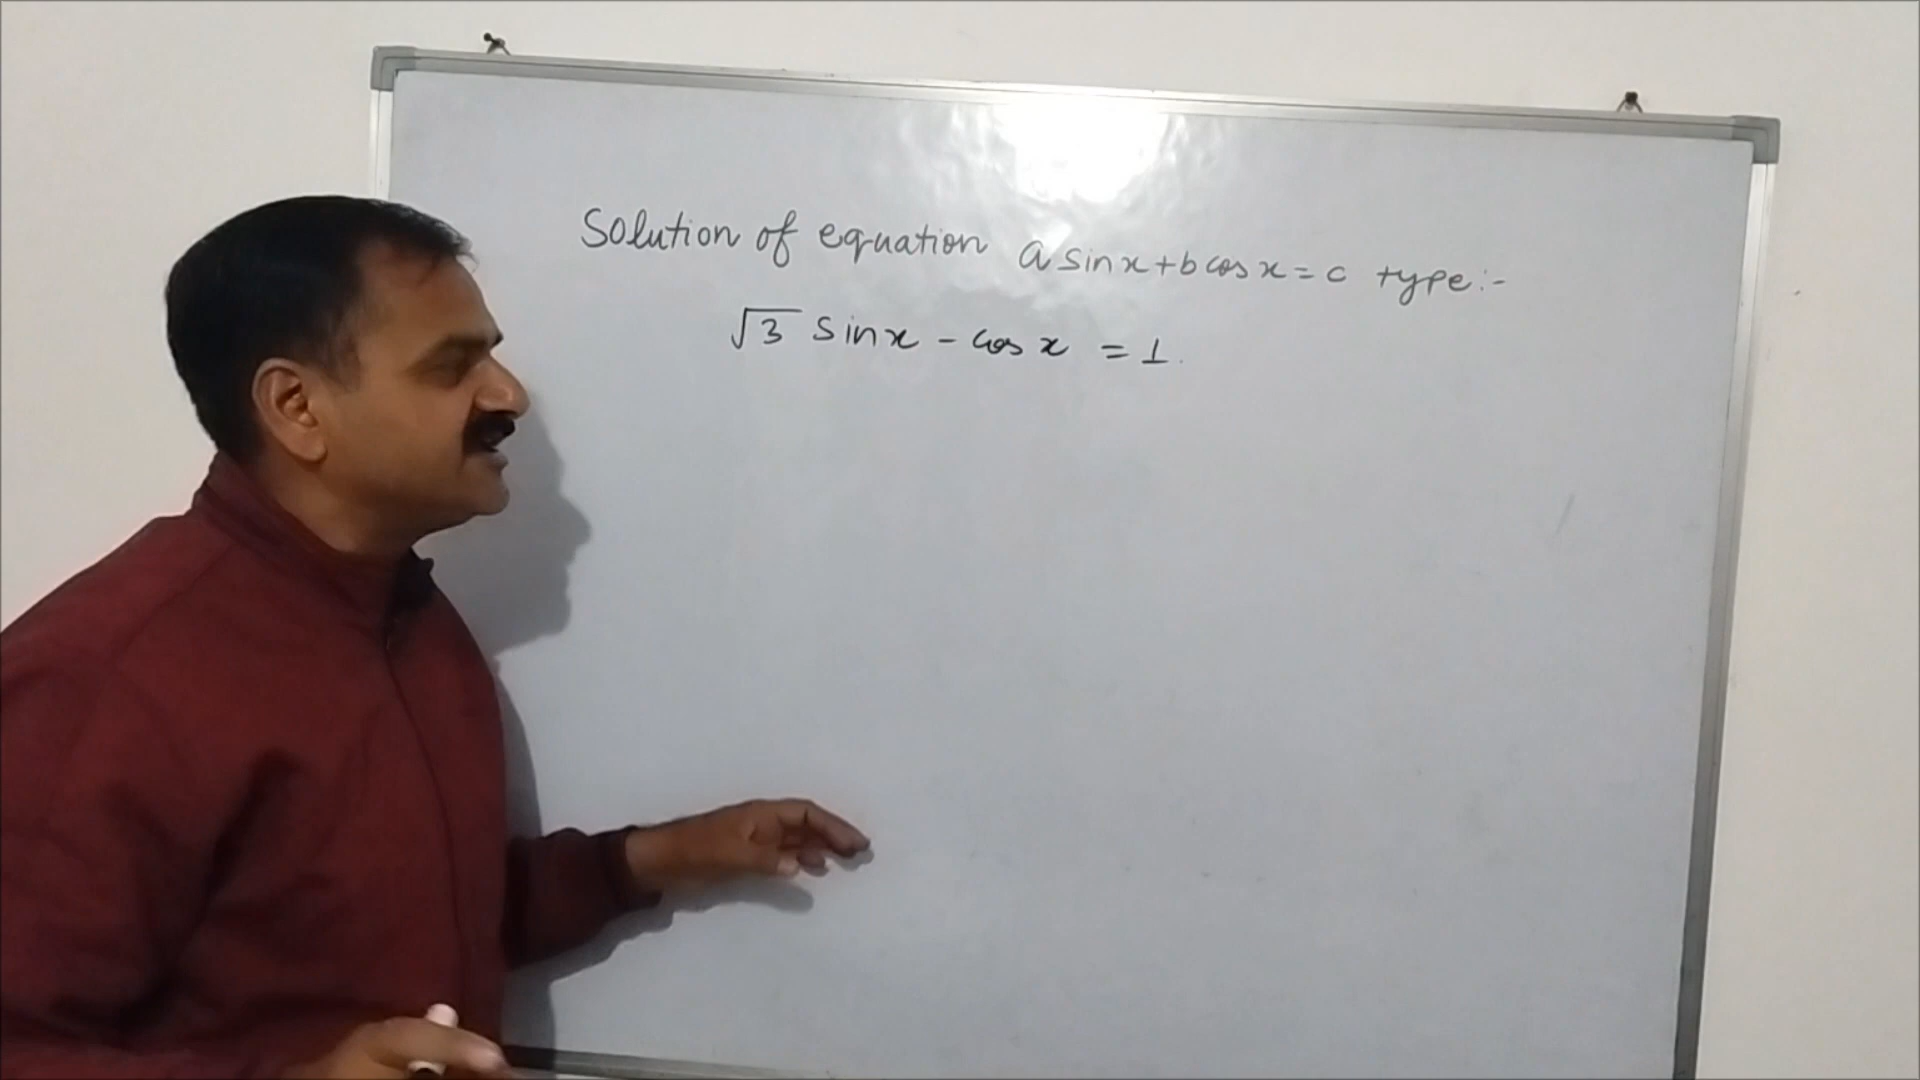 Solution of equation a sin x + b cos x = c type :-
√3 sin x - cos x = 1.